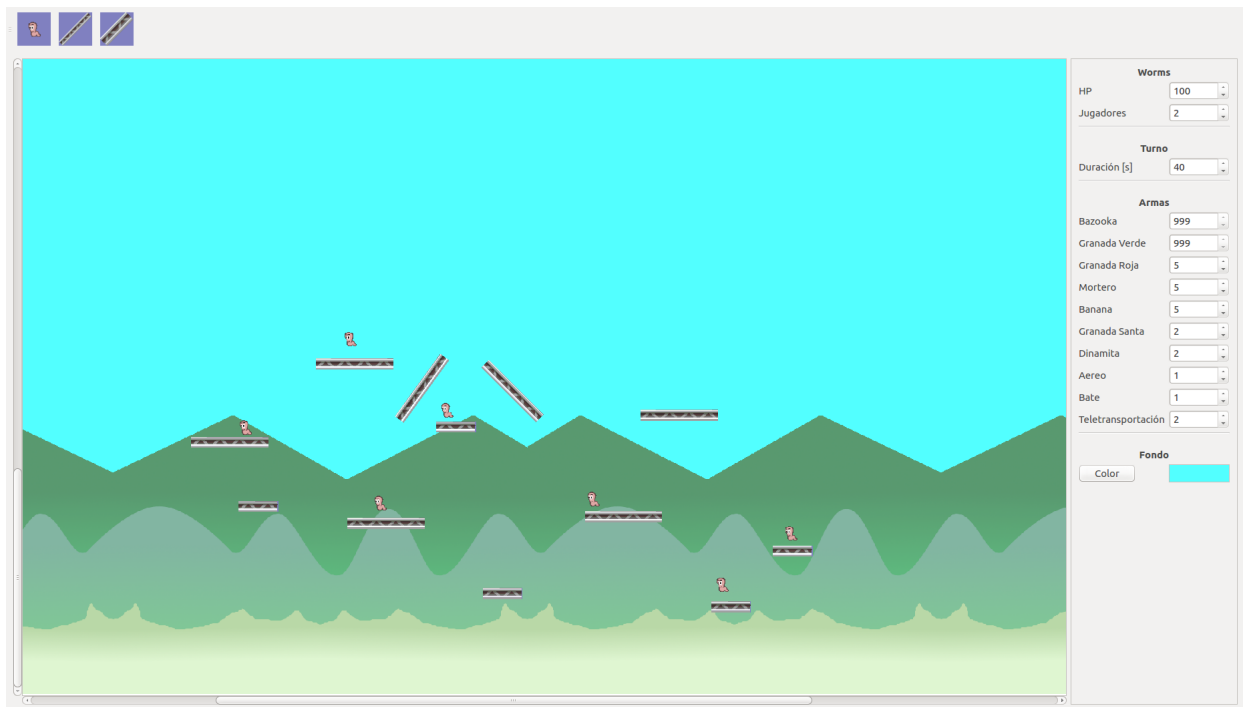 Worms
HP 100
Jugadores 2
Turno
Duración [s] 40
Armas
Bazooka 999
Granada Verde 999
Granada Roja 5
Mortero 5
Banana 5
Granada Santa 2
Dinamita 2
Aereo 1
Bate 1
Teletransportación 2
Fondo
Color